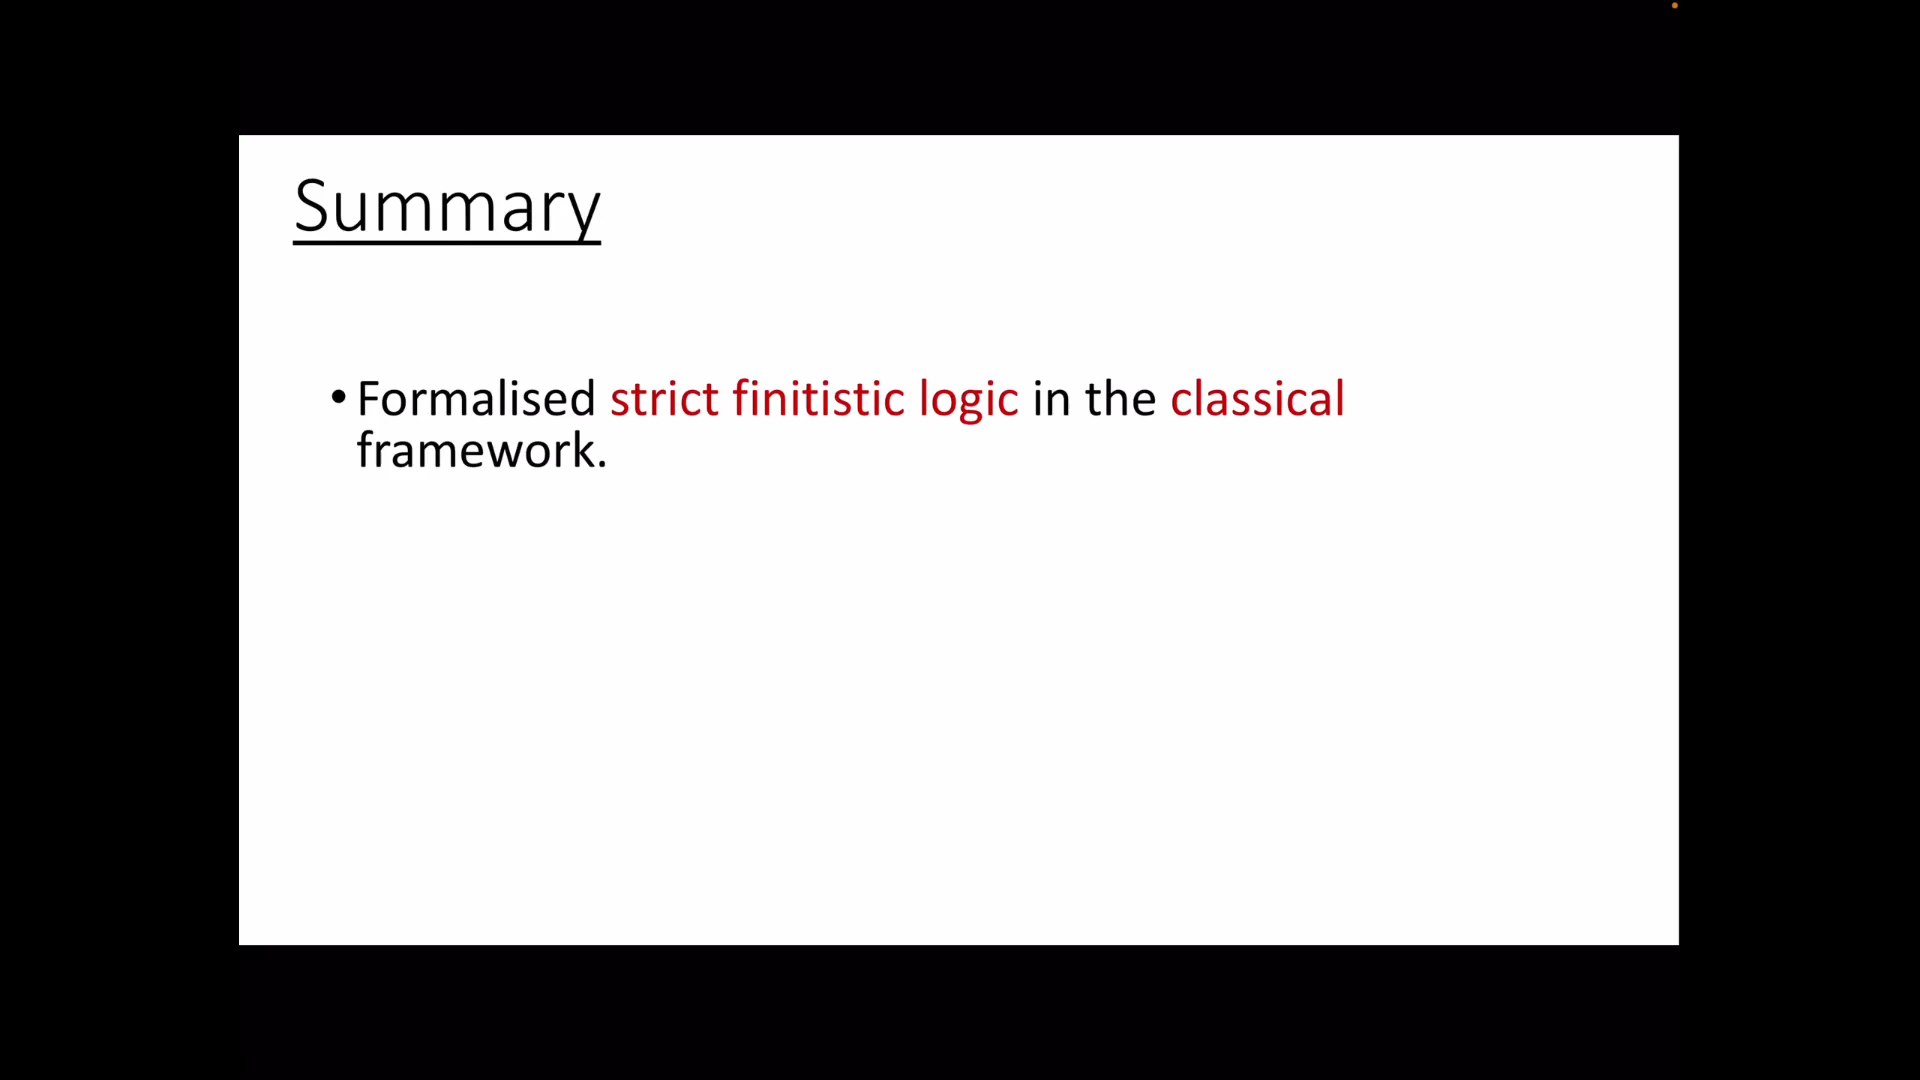 Summary
• Formalised strict finitistic logic in the classical
framework.